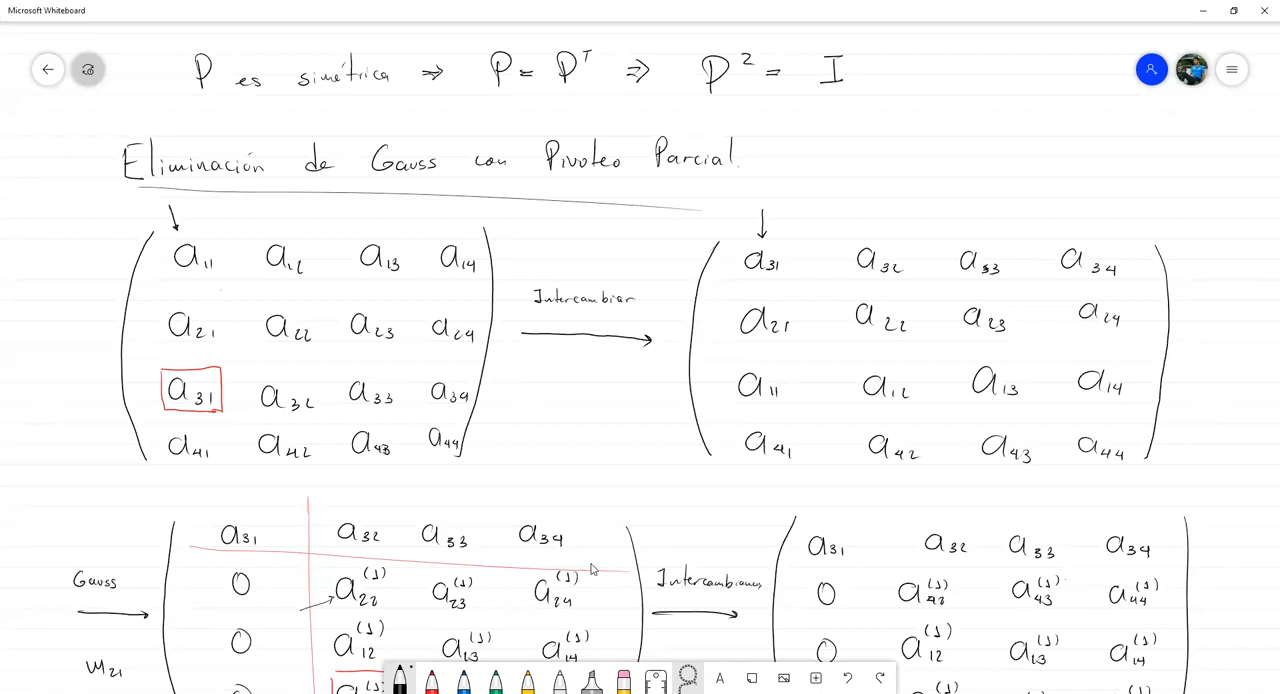 Microsoft Whiteboard
P es simétrica ⇒ P = Pᵀ ⇒ P² = I
Eliminación de Gauss con Pivoteo Parcial.
a11 a12 a13 a14
a21 a22 a23 a24
a31 a32 a33 a34
a41 a42 a43 a44
Intercambiar
a31 a32 a33 a34
a21 a22 a23 a24
a11 a12 a13 a14
a41 a42 a43 a44
Gauss
m21
a31 a32 a33 a34
0 a22(1) a23(1) a24(1)
0 a12(1) a13(1) a14(1)
Intercambiamos
a31 a32 a33 a34
0 a42(1) a43(1) a44(1)
0 a12(1) a13(1) a14(1)
A